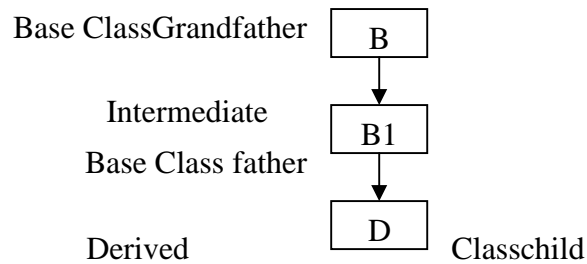 Base ClassGrandfather B
Intermediate
B1
Base Class father
D
Derived Classchild